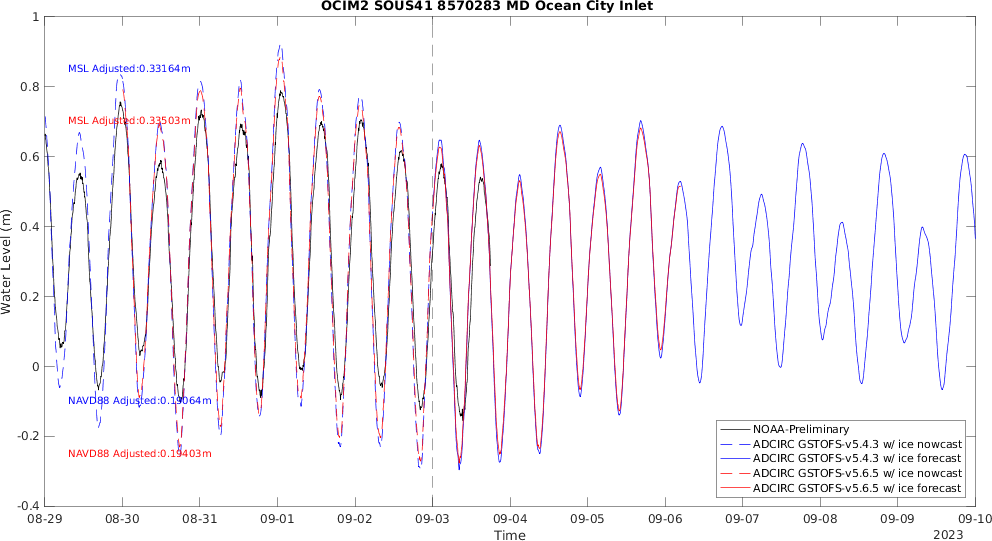 OCIM2 SOUS41 8570283 MD Ocean City Inlet
1
0.8
0.6
0.4
0.2
0
-0.2
-0.4
Water Level (m)
MSL Adjusted:0.33164m
MSL Adjusted:0.33503m
NAVD88 Adjusted:0.19064m
NAVD88 Adjusted:0.19403m
NOAA-Preliminary
ADCIRC GSTOFS-v5.4.3 w/ ice nowcast
ADCIRC GSTOFS-v5.4.3 w/ ice forecast
ADCIRC GSTOFS-v5.6.5 w/ ice nowcast
ADCIRC GSTOFS-v5.6.5 w/ ice forecast
08-29 08-30 08-31 09-01 09-02 09-03 09-04 09-05 09-06 09-07 09-08 09-09 09-10
Time
2023